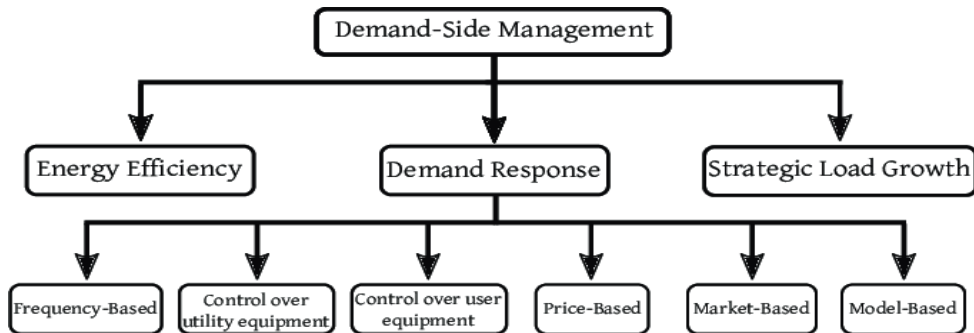 Demand-Side Management
Energy Efficiency
Demand Response
Strategic Load Growth
Frequency-Based
Control over
utility equipment
Control over user
equipment
Price-Based
Market-Based
Model-Based